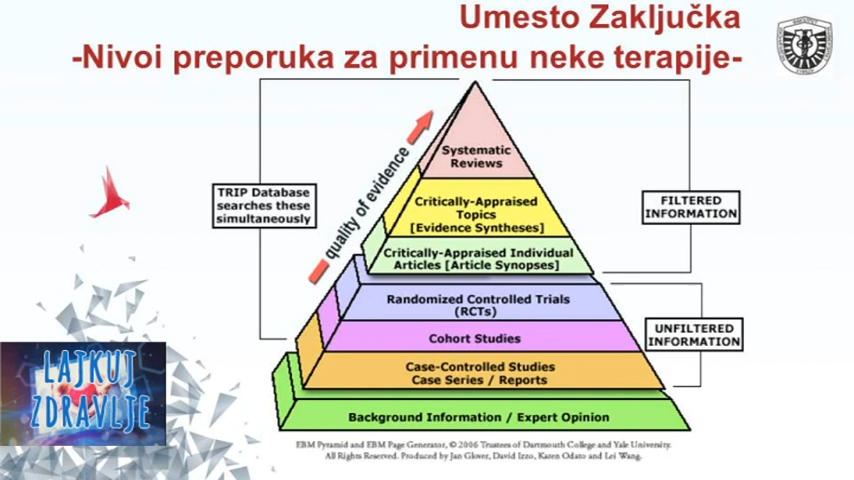 Umesto Zaključka
-Nivoi preporuka za primenu neke terapije-
TRIP Database
searches these
simultaneously
quality of evidence
Systematic
Reviews
Critically-Appraised
Topics
[Evidence Syntheses]
Critically-Appraised Individual
Articles [Article Synopses]
FILTERED
INFORMATION
Randomized Controlled Trials
(RCTs)
Cohort Studies
UNFILTERED
INFORMATION
Case-Controlled Studies
Case Series / Reports
Background Information / Expert Opinion
LAJKUJ
ZDRAVLJE
EBM Pyramid and EBM Page Generator, © 2006 Trustees of Dartmouth College and Yale University.
All Rights Reserved. Produced by Jan Glover, David Izzo, Karen Odato and Lei Wang.